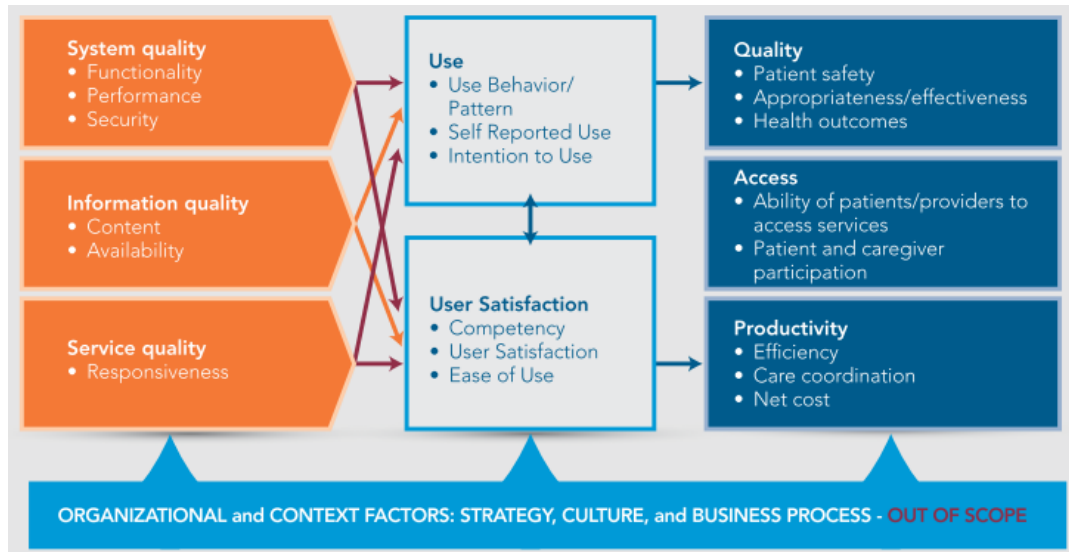 System quality
• Functionality
• Performance
• Security
Information quality
• Content
• Availability
Service quality
• Responsiveness
Use
• Use Behavior/
Pattern
• Self Reported Use
• Intention to Use
User Satisfaction
• Competency
• User Satisfaction
• Ease of Use
Quality
• Patient safety
• Appropriateness/effectiveness
• Health outcomes
Access
• Ability of patients/providers to
access services
• Patient and caregiver
participation
Productivity
• Efficiency
• Care coordination
• Net cost
ORGANIZATIONAL and CONTEXT FACTORS: STRATEGY, CULTURE, and BUSINESS PROCESS - OUT OF SCOPE